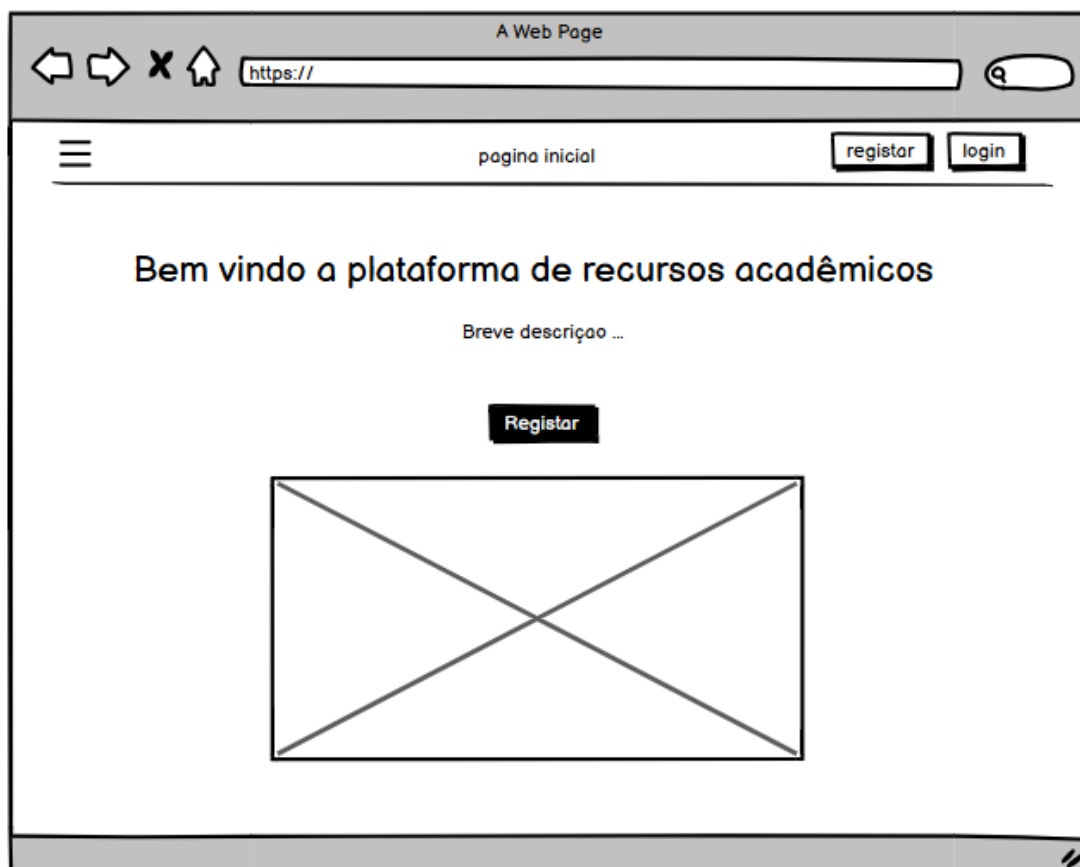 A Web Page
https://
pagina inicial
registar
login
Bem vindo a plataforma de recursos acadêmicos
Breve descriçao ...
Registar